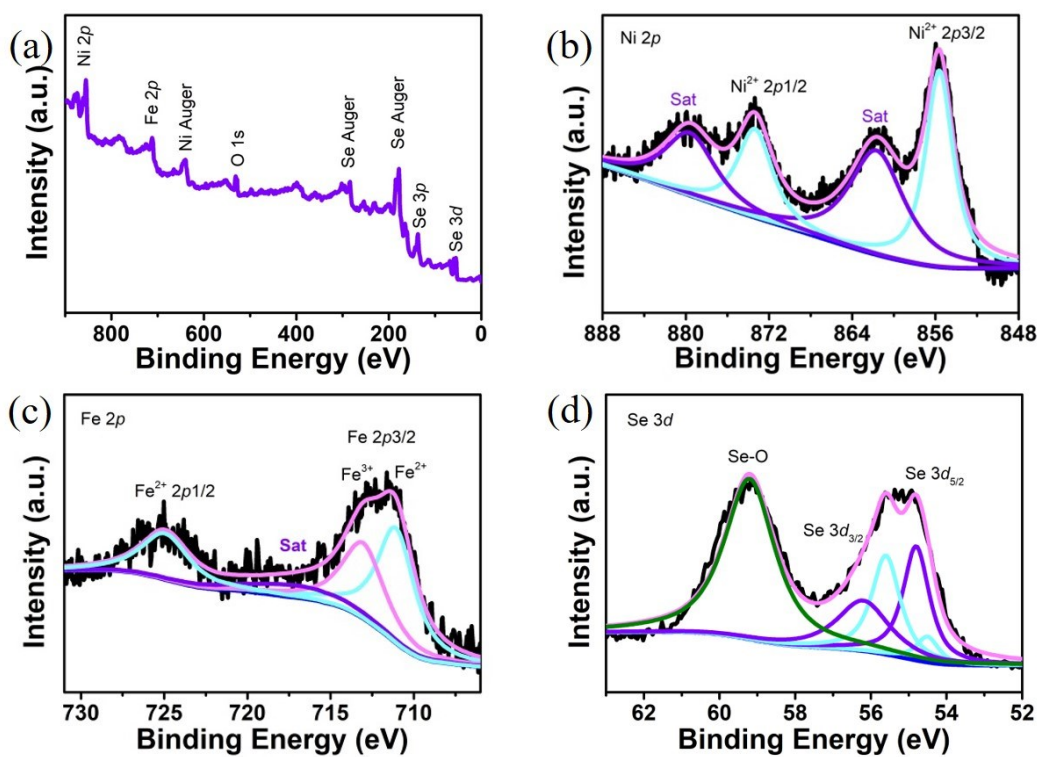 (a)
Ni 2p
Fe 2p
Ni Auger
O 1s
Se Auger
Se Auger
Se 3p
Se 3d
Intensity (a.u.)
800 600 400 200 0
Binding Energy (eV)
(b)
Ni 2p
Ni²⁺ 2p3/2
Ni²⁺ 2p1/2
Sat
Sat
Intensity (a.u.)
888 880 872 864 856 848
Binding Energy (eV)
(c)
Fe 2p
Fe 2p3/2
Fe³⁺
Fe²⁺
Fe²⁺ 2p1/2
Sat
Intensity (a.u.)
730 725 720 715 710
Binding Energy (eV)
(d)
Se 3d
Se-O
Se 3d₅/₂
Se 3d₃/₂
Intensity (a.u.)
62 60 58 56 54 52
Binding Energy (eV)